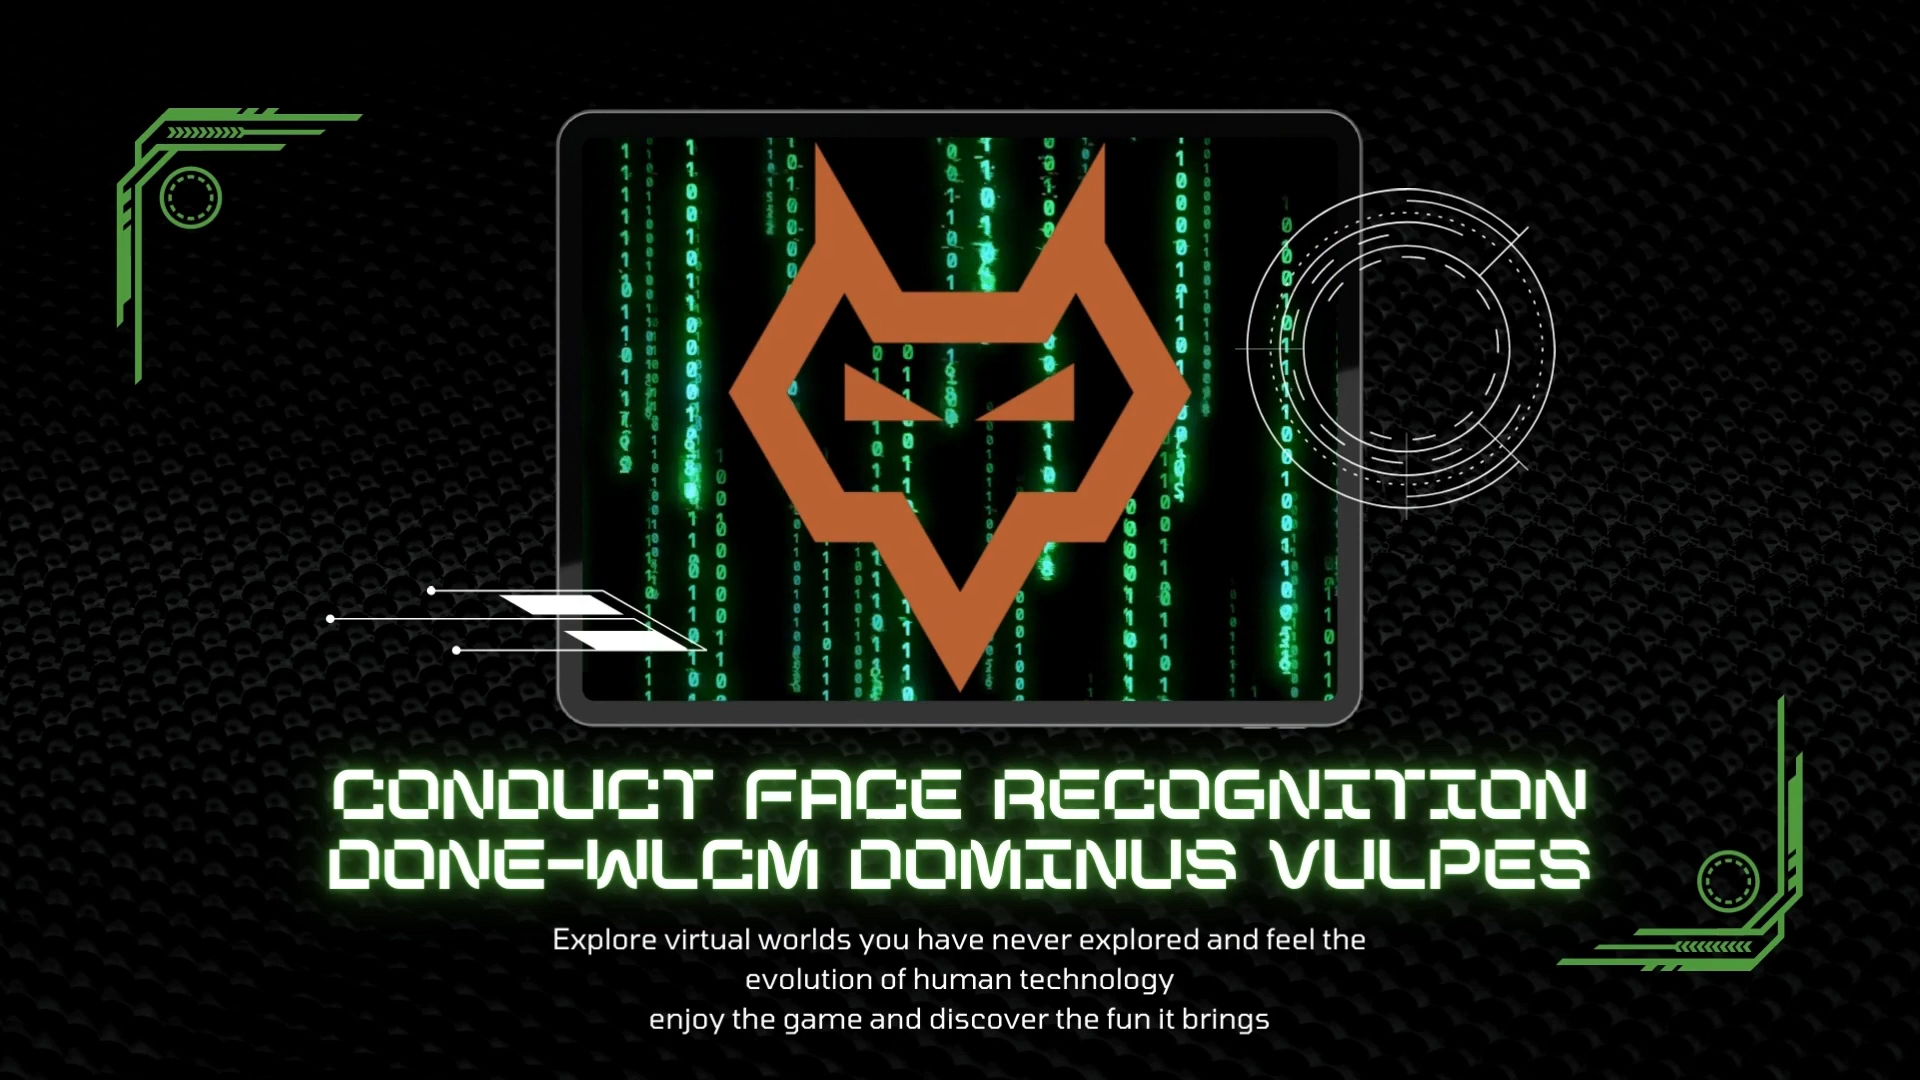 CONDUCT FACE RECOGNITION
DONE-WLCM DOMINUS VULPES
Explore virtual worlds you have never explored and feel the
evolution of human technology
enjoy the game and discover the fun it brings